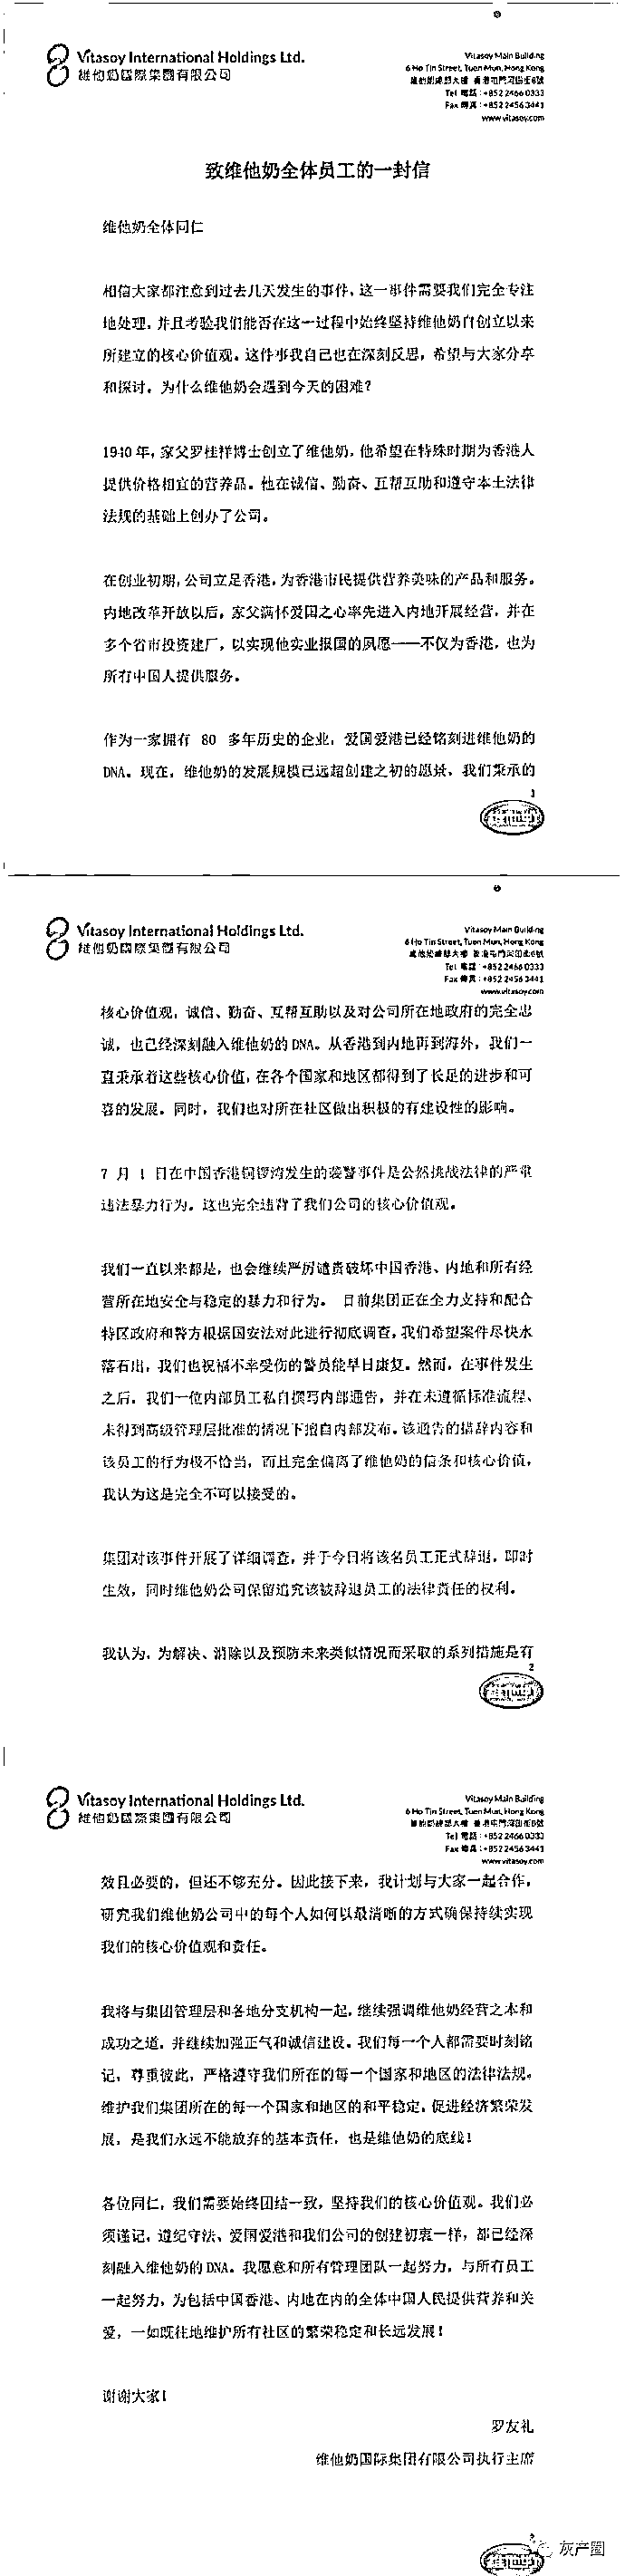 Vitasoy International Holdings Ltd.
維他奶國際集團有限公司
Vitasoy Main Building
6 Ho Tin Street, Tuen Mun, Hong Kong
維他奶總部大樓 香港屯門河田街6號
Tel 電話：+852 2466 0333
Fax 傳真：+852 2456 3441
www.vitasoy.com
致维他奶全体员工的一封信
维他奶全体同仁
相信大家都注意到过去几天发生的事件，这一事件需要我们完全专注
地处理，并且考验我们能否在这一过程中始终坚持维他奶自创立以来
所建立的核心价值观。这件事我自己也在深刻反思，希望与大家分享
和探讨，为什么维他奶会遇到今天的困难？
1940 年，家父罗桂祥博士创立了维他奶，他希望在特殊时期为香港人
提供价格相宜的营养品。他在诚信、勤奋、互帮互助和遵守本土法律
法规的基础上创办了公司。
在创业初期，公司立足香港，为香港市民提供营养美味的产品和服务。
内地改革开放以后，家父满怀爱国之心率先进入内地开展经营，并在
多个省市投资建厂，以实现他实业报国的夙愿——不仅为香港，也为
所有中国人提供服务。
作为一家拥有 80 多年历史的企业，爱国爱港已经铭刻进维他奶的
DNA。现在，维他奶的发展规模已远超创建之初的愿景，我们秉承的
1
Vitasoy International Holdings Ltd.
維他奶國際集團有限公司
Vitasoy Main Building
6 Ho Tin Street, Tuen Mun, Hong Kong
維他奶總部大樓 香港屯門河田街6號
Tel 電話：+852 2466 0333
Fax 傳真：+852 2456 3441
www.vitasoy.com
核心价值观，诚信、勤奋、互帮互助以及对公司所在地政府的完全忠
诚，也已经深刻融入维他奶的 DNA。从香港到内地再到海外，我们一
直秉承着这些核心价值，在各个国家和地区都得到了长足的进步和可
喜的发展。同时，我们也对所在社区做出积极的有建设性的影响。
7 月 1 日在中国香港铜锣湾发生的袭警事件是公然挑战法律的严重
违法暴力行为。这也完全违背了我们公司的核心价值观。
我们一直以来都是，也会继续严厉谴责破坏中国香港、内地和所有经
营所在地安全与稳定的暴力和行为。 目前集团正在全力支持和配合
特区政府和警方根据国安法对此进行彻底调查，我们希望案件尽快水
落石出，我们也祝福不幸受伤的警员能早日康复。然而，在事件发生
之后，我们一位内部员工私自撰写内部通告，并在未遵循标准流程、
未得到高级管理层批准的情况下擅自内部发布。该通告的措辞内容和
该员工的行为极不恰当，而且完全偏离了维他奶的信条和核心价值，
我认为这是完全不可以接受的。
集团对该事件开展了详细调查，并于今日将该名员工正式辞退，即时
生效，同时维他奶公司保留追究该被辞退员工的法律责任的权利。
我认为，为解决、消除以及预防未来类似情况而采取的系列措施是有
2
Vitasoy International Holdings Ltd.
維他奶國際集團有限公司
Vitasoy Main Building
6 Ho Tin Street, Tuen Mun, Hong Kong
維他奶總部大樓 香港屯門河田街6號
Tel 電話：+852 2466 0333
Fax 傳真：+852 2456 3441
www.vitasoy.com
效且必要的，但还不够充分。因此接下来，我计划与大家一起合作，
研究我们维他奶公司中的每个人如何以最清晰的方式确保持续实现
我们的核心价值观和责任。
我将与集团管理层和各地分支机构一起，继续强调维他奶经营之本和
成功之道，并继续加强正气和诚信建设。我们每一个人都需要时刻铭
记，尊重彼此，严格遵守我们所在的每一个国家和地区的法律法规。
维护我们集团所在的每一个国家和地区的和平稳定，促进经济繁荣发
展，是我们永远不能放弃的基本责任，也是维他奶的底线！
各位同仁，我们需要始终团结一致，坚持我们的核心价值观。我们必
须谨记，遵纪守法、爱国爱港和我们公司的创建初衷一样，都已经深
刻融入维他奶的 DNA。我愿意和所有管理团队一起努力，与所有员工
一起努力，为包括中国香港、内地在内的全体中国人民提供营养和关
爱，一如既往地维护所有社区的繁荣稳定和长远发展！
谢谢大家！
罗友礼
维他奶国际集团有限公司执行主席
灰产圈